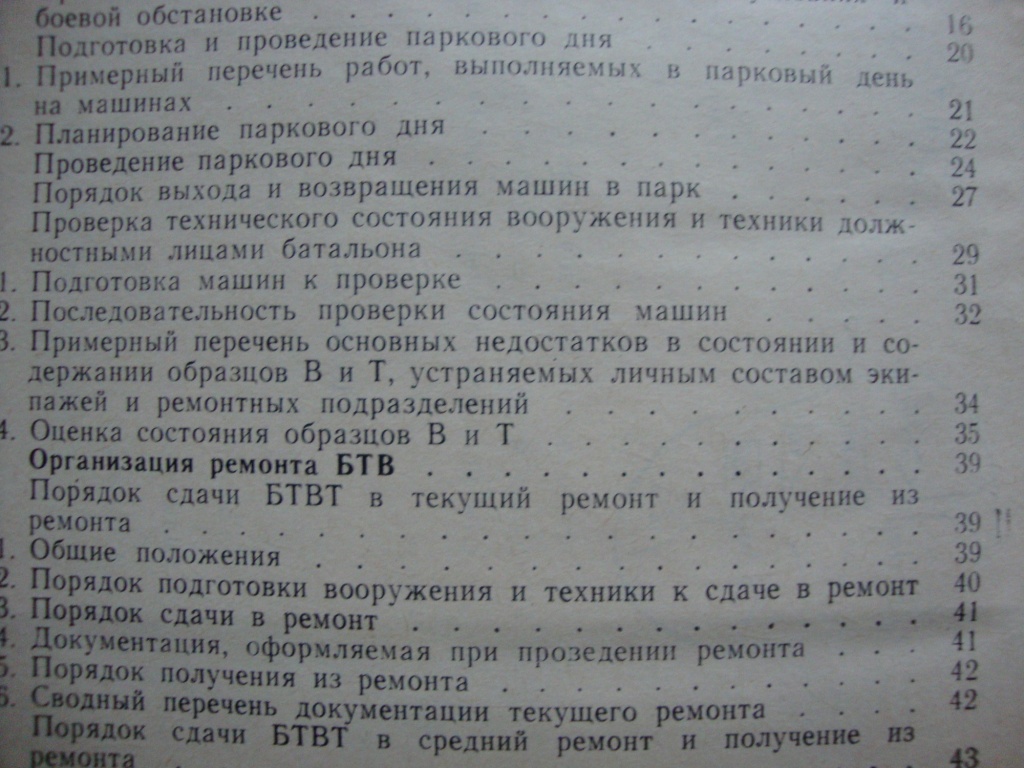 боевой обстановке . . . . . . . . . . . . . . . 16
Подготовка и проведение паркового дня . . . . . . 20
1. Примерный перечень работ, выполняемых в парковый день
на машинах . . . . . . . . . . . . . . . . . . 21
2. Планирование паркового дня . . . . . . . . . . . 22
Проведение паркового дня . . . . . . . . . . . . 24
Порядок выхода и возвращения машин в парк . . . . . . 27
Проверка технического состояния вооружения и техники долж-
ностными лицами батальона . . . . . . . . . . . . 29
1. Подготовка машин к проверке . . . . . . . . . . 31
2. Последовательность проверки состояния машин . . . . . 32
3. Примерный перечень основных недостатков в состоянии и со-
держании образцов В и Т, устраняемых личным составом эки-
пажей и ремонтных подразделений . . . . . . . . . 34
4. Оценка состояния образцов В и Т . . . . . . . . . 35
Организация ремонта БТВ . . . . . . . . . . . . 39
Порядок сдачи БТВТ в текущий ремонт и получение из
ремонта . . . . . . . . . . . . . . . . . . . 39
1. Общие положения . . . . . . . . . . . . . . . 39
2. Порядок подготовки вооружения и техники к сдаче в ремонт 40
3. Порядок сдачи в ремонт . . . . . . . . . . . . . 41
4. Документация, оформляемая при прозедении ремонта . . . 41
5. Порядок получения из ремонта . . . . . . . . . . 42
6. Сводный перечень документации текущего ремонта . . . . 42
Порядок сдачи БТВТ в средний ремонт и получение из
ремонта . . . . . . . . . . . . . . . . . . . 43